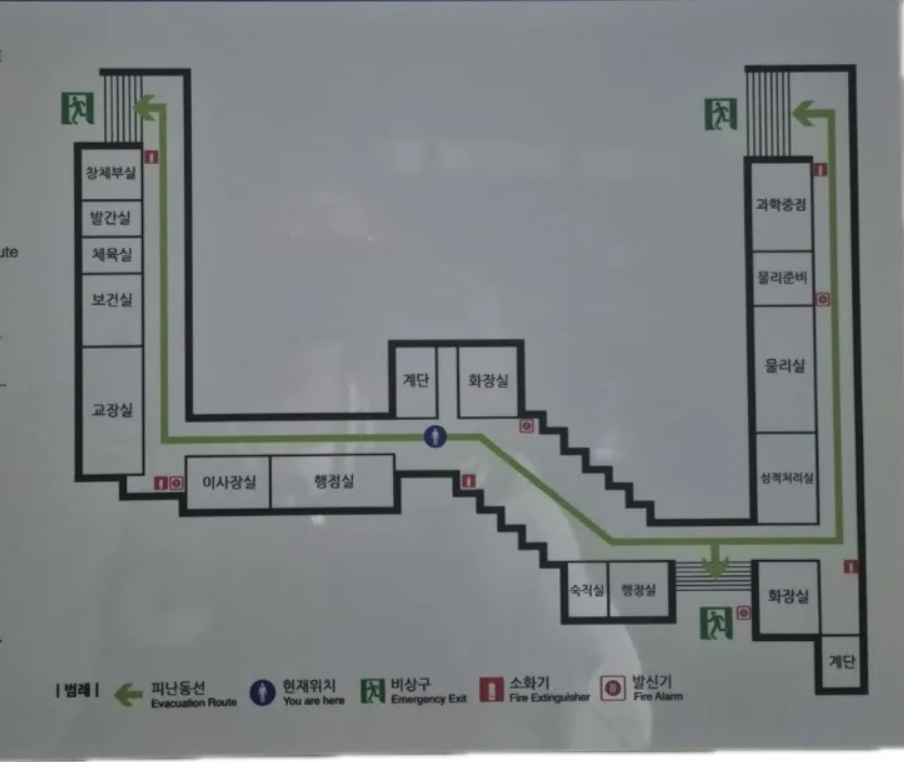 창체부실
발간실
체육실
보건실
교장실
이사장실
행정실
계단
화장실
과학중점
물리준비
물리실
성적처리실
숙직실
행정실
화장실
계단
ute
| 범례 |
피난동선
Evacuation Route
현재위치
You are here
비상구
Emergency Exit
소화기
Fire Extinguisher
발신기
Fire Alarm